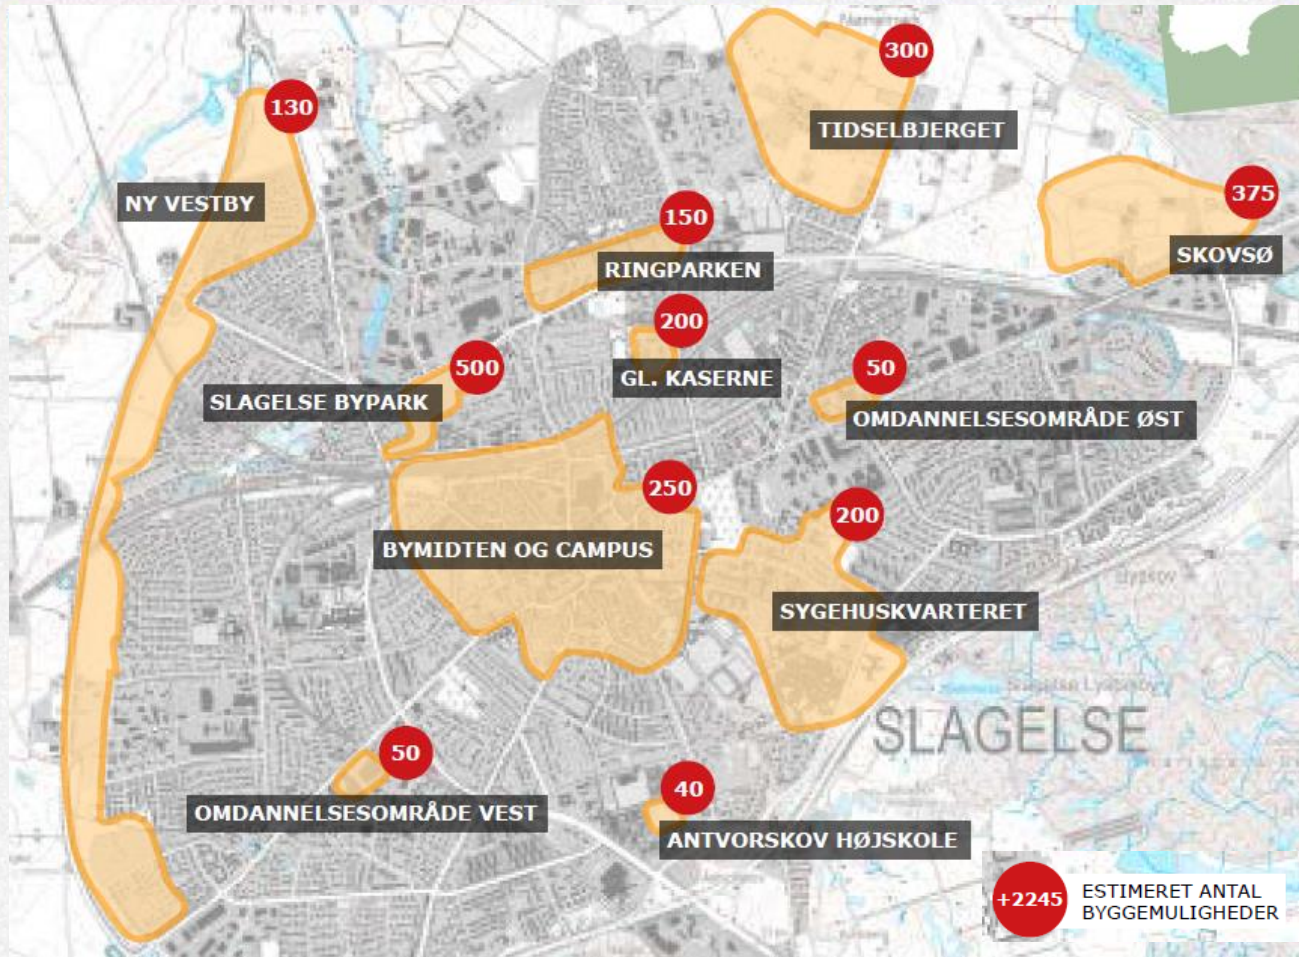 300
TIDSELBJERGET
130
NY VESTBY
375
SKOVSØ
150
RINGPARKEN
200
GL. KASERNE
500
SLAGELSE BYPARK
50
OMDANNELSESOMRÅDE ØST
250
BYMIDTEN OG CAMPUS
200
SYGEHUSKVARTERET
SLAGELSE
50
OMDANNELSESOMRÅDE VEST
40
ANTVORSKOV HØJSKOLE
+2245
ESTIMERET ANTAL
BYGGEMULIGHEDER